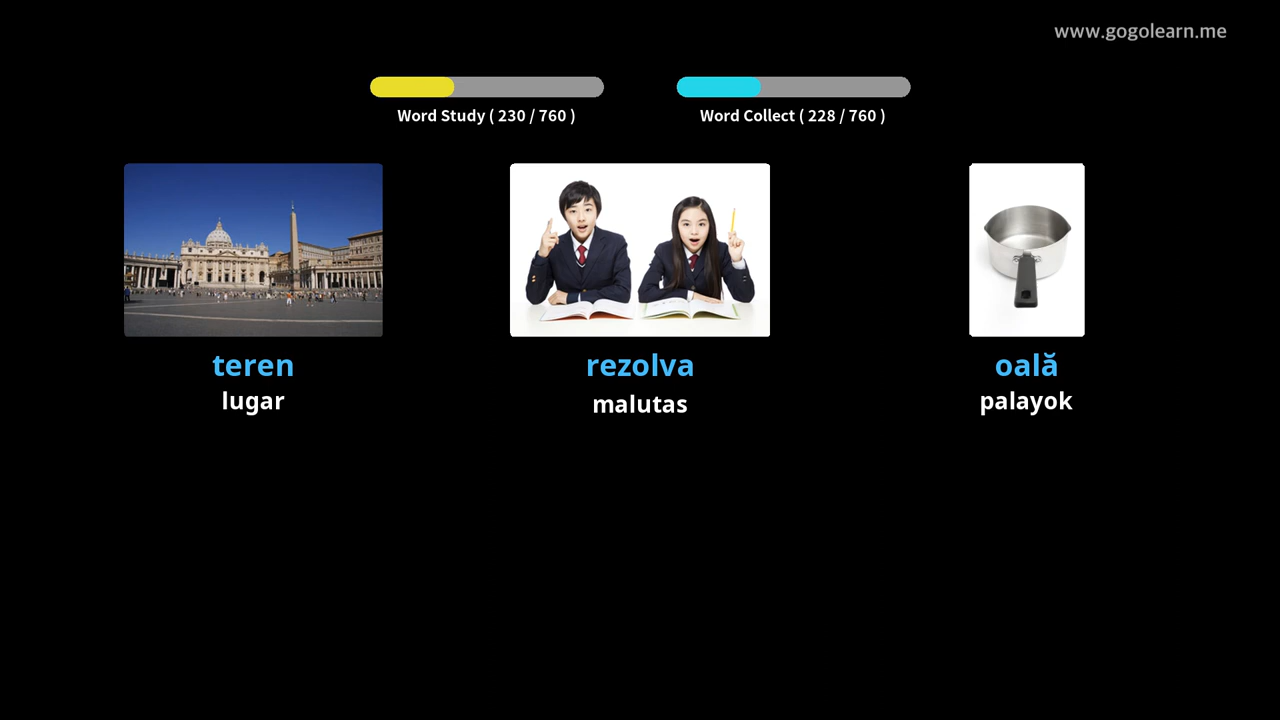 www.gogolearn.me
Word Study ( 230 / 760 )
Word Collect ( 228 / 760 )
teren
lugar
rezolva
malutas
oală
palayok